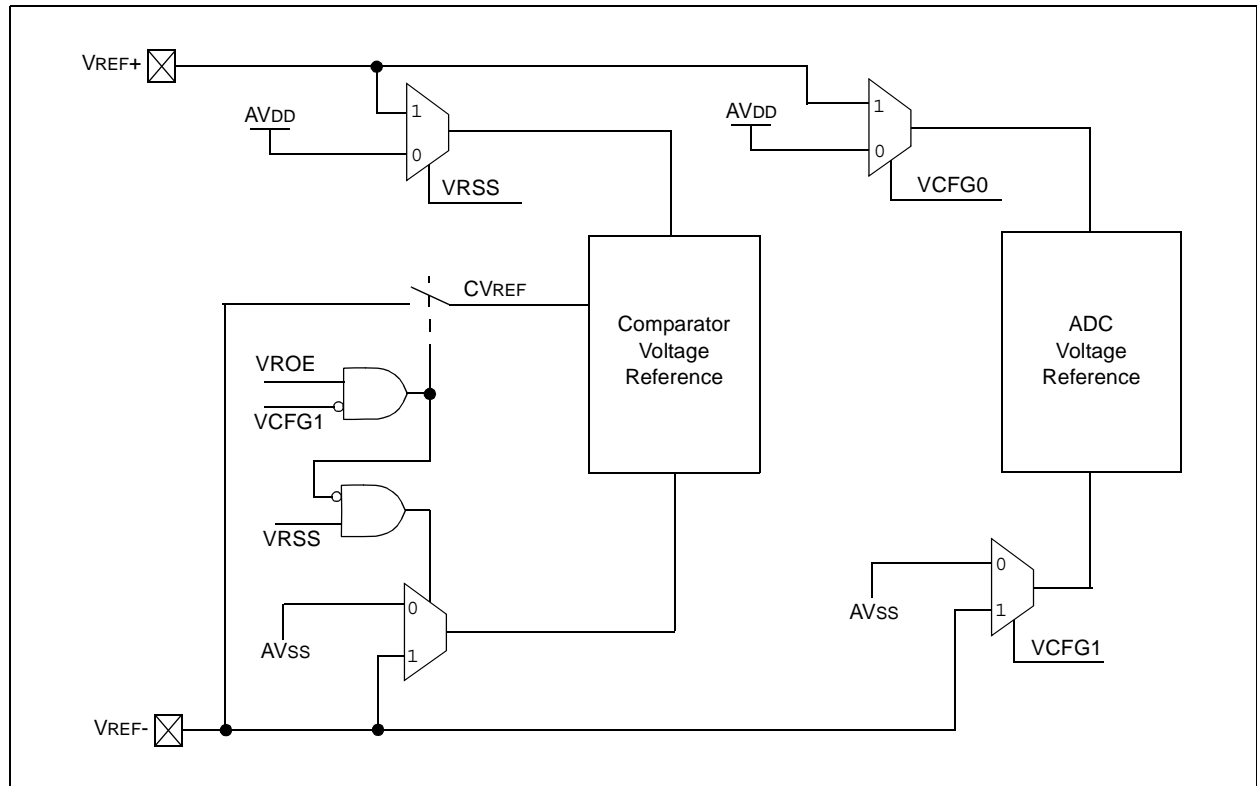 VREF+
AVDD
1
0
VRSS
AVDD
1
0
VCFG0
CVREF
Comparator
Voltage
Reference
ADC
Voltage
Reference
VROE
VCFG1
VRSS
AVSS
0
1
AVSS
0
1
VCFG1
VREF-